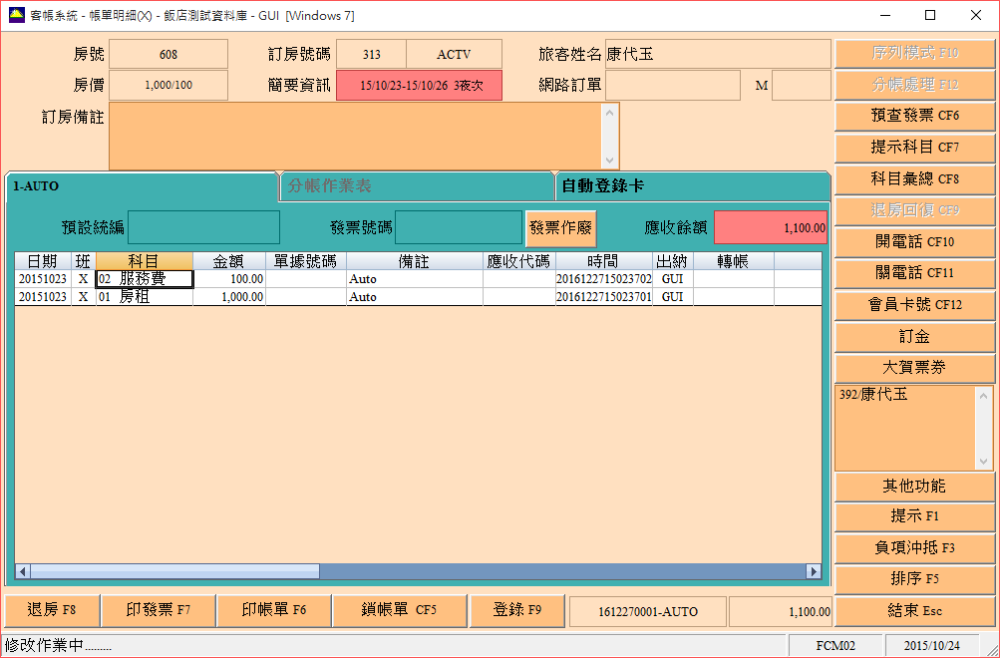 客帳系統 - 帳單明細(X) - 飯店測試資料庫 - GUI [Windows 7]
房號 608 訂房號碼 313 ACTV 旅客姓名 康代玉
房價 1,000/100 簡要資訊 15/10/23-15/10/26 3夜次 網路訂單 M
訂房備註
1-AUTO 分帳作業表 自動登錄卡
預設統編 發票號碼 發票作廢 應收餘額 1,100.00
日期 班 科目 金額 單據號碼 備註 應收代碼 時間 出納 轉帳
20151023 X 02 服務費 100.00 Auto 2016122715023702 GUI
20151023 X 01 房租 1,000.00 Auto 2016122715023701 GUI
序列模式 F10
分帳處理 F12
預查發票 CF6
提示科目 CF7
科目彙總 CF8
退房回復 CF9
開電話 CF10
關電話 CF11
會員卡號 CF12
訂金
大賀票券
392/康代玉
其他功能
提示 F1
負項沖抵 F3
排序 F5
結束 Esc
退房 F8 印發票 F7 印帳單 F6 鎖帳單 CF5 登錄 F9 1612270001-AUTO 1,100.00
修改作業中......... FCM02 2015/10/24